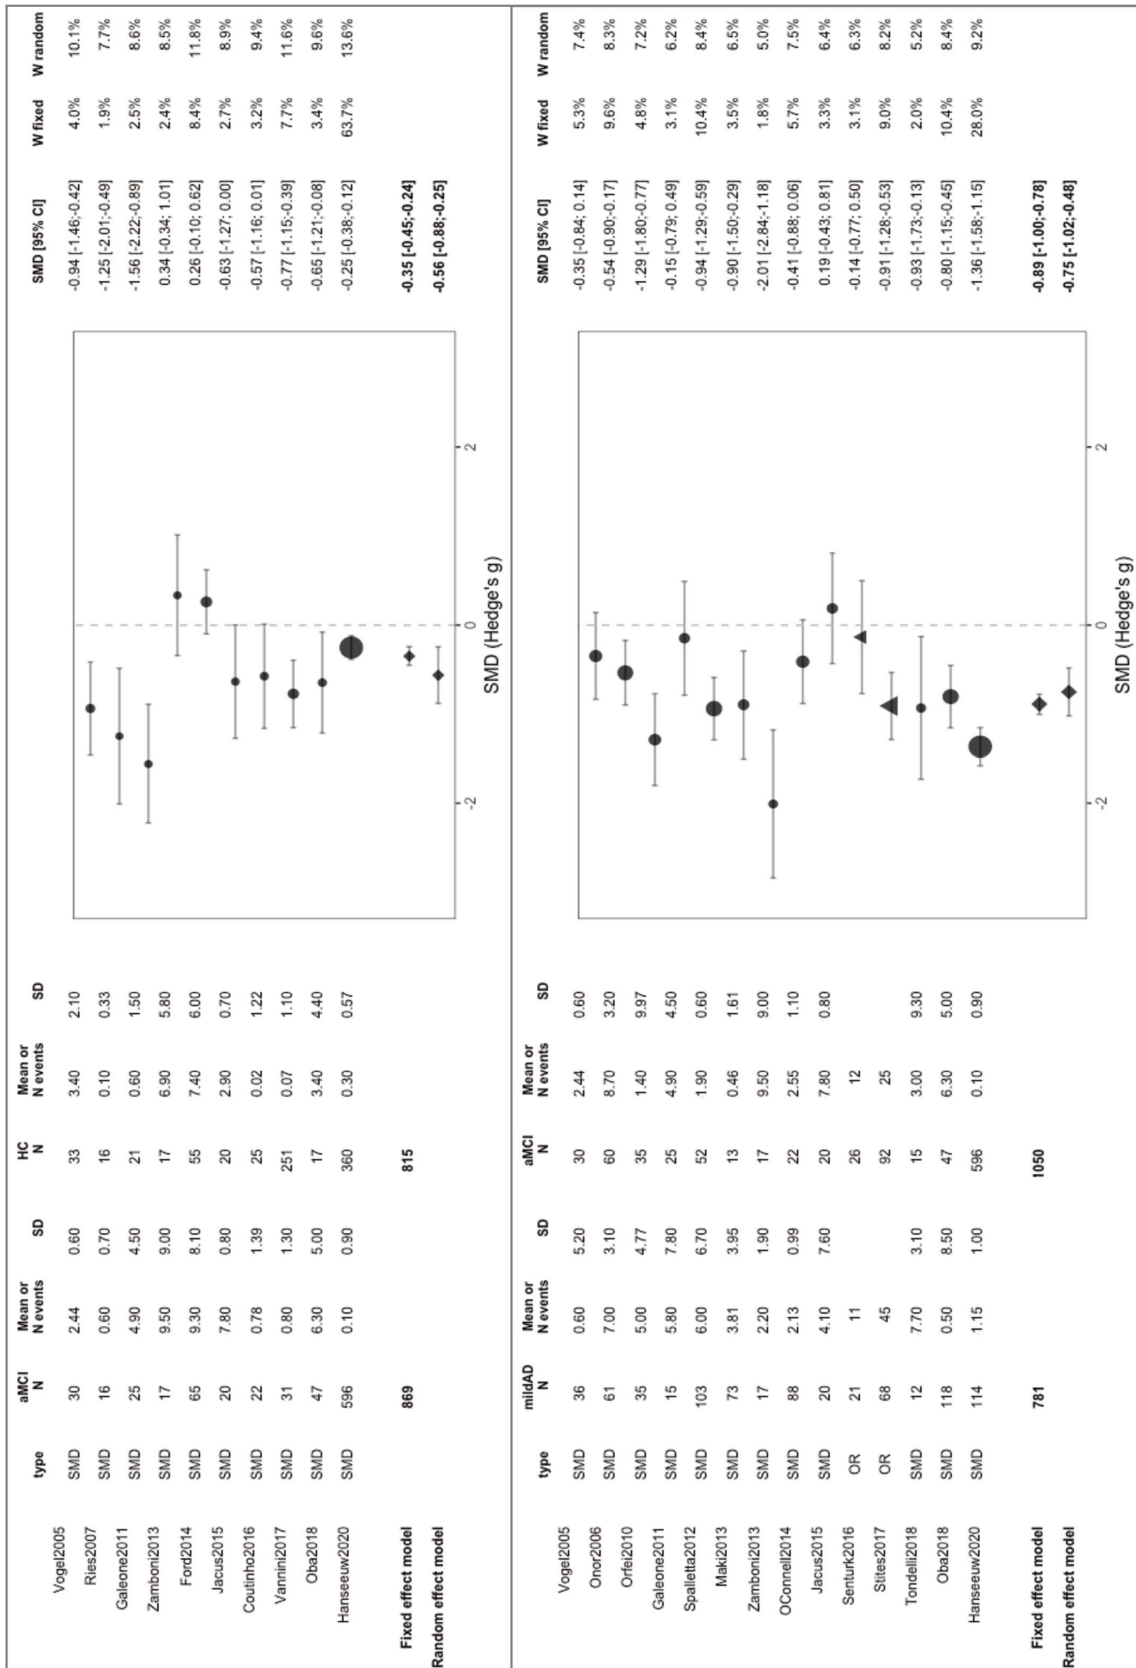 type aMCI N Mean or N events SD HC N Mean or N events SD SMD [95% CI] W fixed W random
Vogel2005 SMD 30 2.44 0.60 33 3.40 2.10 -0.94 [-1.46;-0.42] 4.0% 10.1%
Ries2007 SMD 16 0.60 0.70 16 0.10 0.33 -1.25 [-2.01;-0.49] 1.9% 7.7%
Galeone2011 SMD 25 4.90 4.50 21 0.60 1.50 -1.56 [-2.22;-0.89] 2.5% 8.6%
Zamboni2013 SMD 17 9.50 9.00 17 6.90 5.80 0.34 [-0.34; 1.01] 2.4% 8.5%
Ford2014 SMD 65 9.30 8.10 55 7.40 6.00 0.26 [-0.10; 0.62] 8.4% 11.8%
Jacus2015 SMD 20 7.80 0.80 20 2.90 0.70 -0.63 [-1.27; 0.00] 2.7% 8.9%
Coutinho2016 SMD 22 0.78 1.39 25 0.02 1.22 -0.57 [-1.16; 0.01] 3.2% 9.4%
Vannini2017 SMD 31 0.80 1.30 251 0.07 1.10 -0.77 [-1.15;-0.39] 7.7% 11.6%
Oba2018 SMD 47 6.30 5.00 17 3.40 4.40 -0.65 [-1.21;-0.08] 3.4% 9.6%
Hanseeuw2020 SMD 596 0.10 0.90 360 0.30 0.57 -0.25 [-0.38;-0.12] 63.7% 13.6%
Fixed effect model 869 815 -0.35 [-0.45;-0.24]
Random effect model -0.56 [-0.88;-0.25]
-2 0 2
SMD (Hedge's g)
type mildAD N Mean or N events SD aMCI N Mean or N events SD SMD [95% CI] W fixed W random
Vogel2005 SMD 36 0.60 5.20 30 2.44 0.60 -0.35 [-0.84; 0.14] 5.3% 7.4%
Onor2006 SMD 61 7.00 3.10 60 8.70 3.20 -0.54 [-0.90;-0.17] 9.6% 8.3%
Orfei2010 SMD 35 5.00 4.77 35 1.40 9.97 -1.29 [-1.80;-0.77] 4.8% 7.2%
Galeone2011 SMD 15 5.80 7.80 25 4.90 4.50 -0.15 [-0.79; 0.49] 3.1% 6.2%
Spalletta2012 SMD 103 6.00 6.70 52 1.90 0.60 -0.94 [-1.29;-0.59] 10.4% 8.4%
Maki2013 SMD 73 3.81 3.95 13 0.46 1.61 -0.90 [-1.50;-0.29] 3.5% 6.5%
Zamboni2013 SMD 17 2.20 1.90 17 9.50 9.00 -2.01 [-2.84;-1.18] 1.8% 5.0%
OConnell2014 SMD 88 2.13 0.99 22 2.55 1.10 -0.41 [-0.88; 0.06] 5.7% 7.5%
Jacus2015 SMD 20 4.10 7.60 20 7.80 0.80 0.19 [-0.43; 0.81] 3.3% 6.4%
Senturk2016 OR 21 11 26 12 -0.14 [-0.77; 0.50] 3.1% 6.3%
Stites2017 OR 68 45 92 25 -0.91 [-1.28;-0.53] 9.0% 8.2%
Tondelli2018 SMD 12 7.70 3.10 15 3.00 9.30 -0.93 [-1.73;-0.13] 2.0% 5.2%
Oba2018 SMD 118 0.50 8.50 47 6.30 5.00 -0.80 [-1.15;-0.45] 10.4% 8.4%
Hanseeuw2020 SMD 114 1.15 1.00 596 0.10 0.90 -1.36 [-1.58;-1.15] 28.0% 9.2%
Fixed effect model 781 1050 -0.89 [-1.00;-0.78]
Random effect model -0.75 [-1.02;-0.48]
-2 0 2
SMD (Hedge's g)